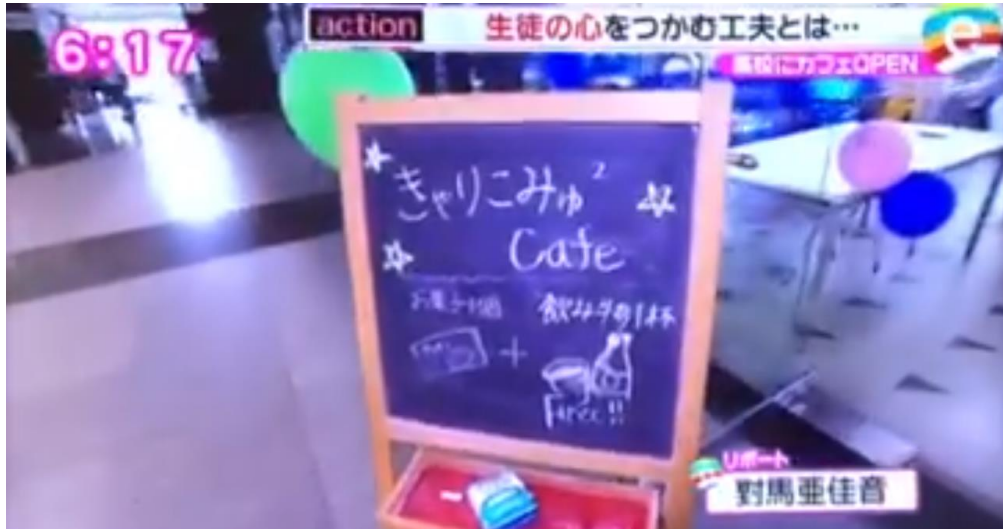 6:17
action 生徒の心をつかむ工夫とは…
高校にカフェOPEN
きゃりこみゅ²
Cafe
お菓子1個 飲み物1杯
+
Free!!
リポート
對馬亜佳音